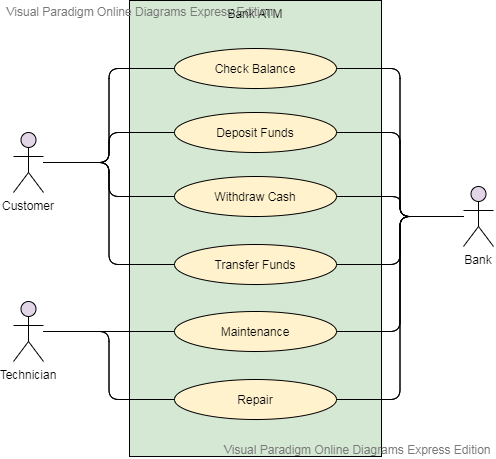 Visual Paradigm Online Diagrams Express Edition
Bank ATM
Check Balance
Deposit Funds
Withdraw Cash
Customer
Transfer Funds
Bank
Maintenance
Technician
Repair
Visual Paradigm Online Diagrams Express Edition